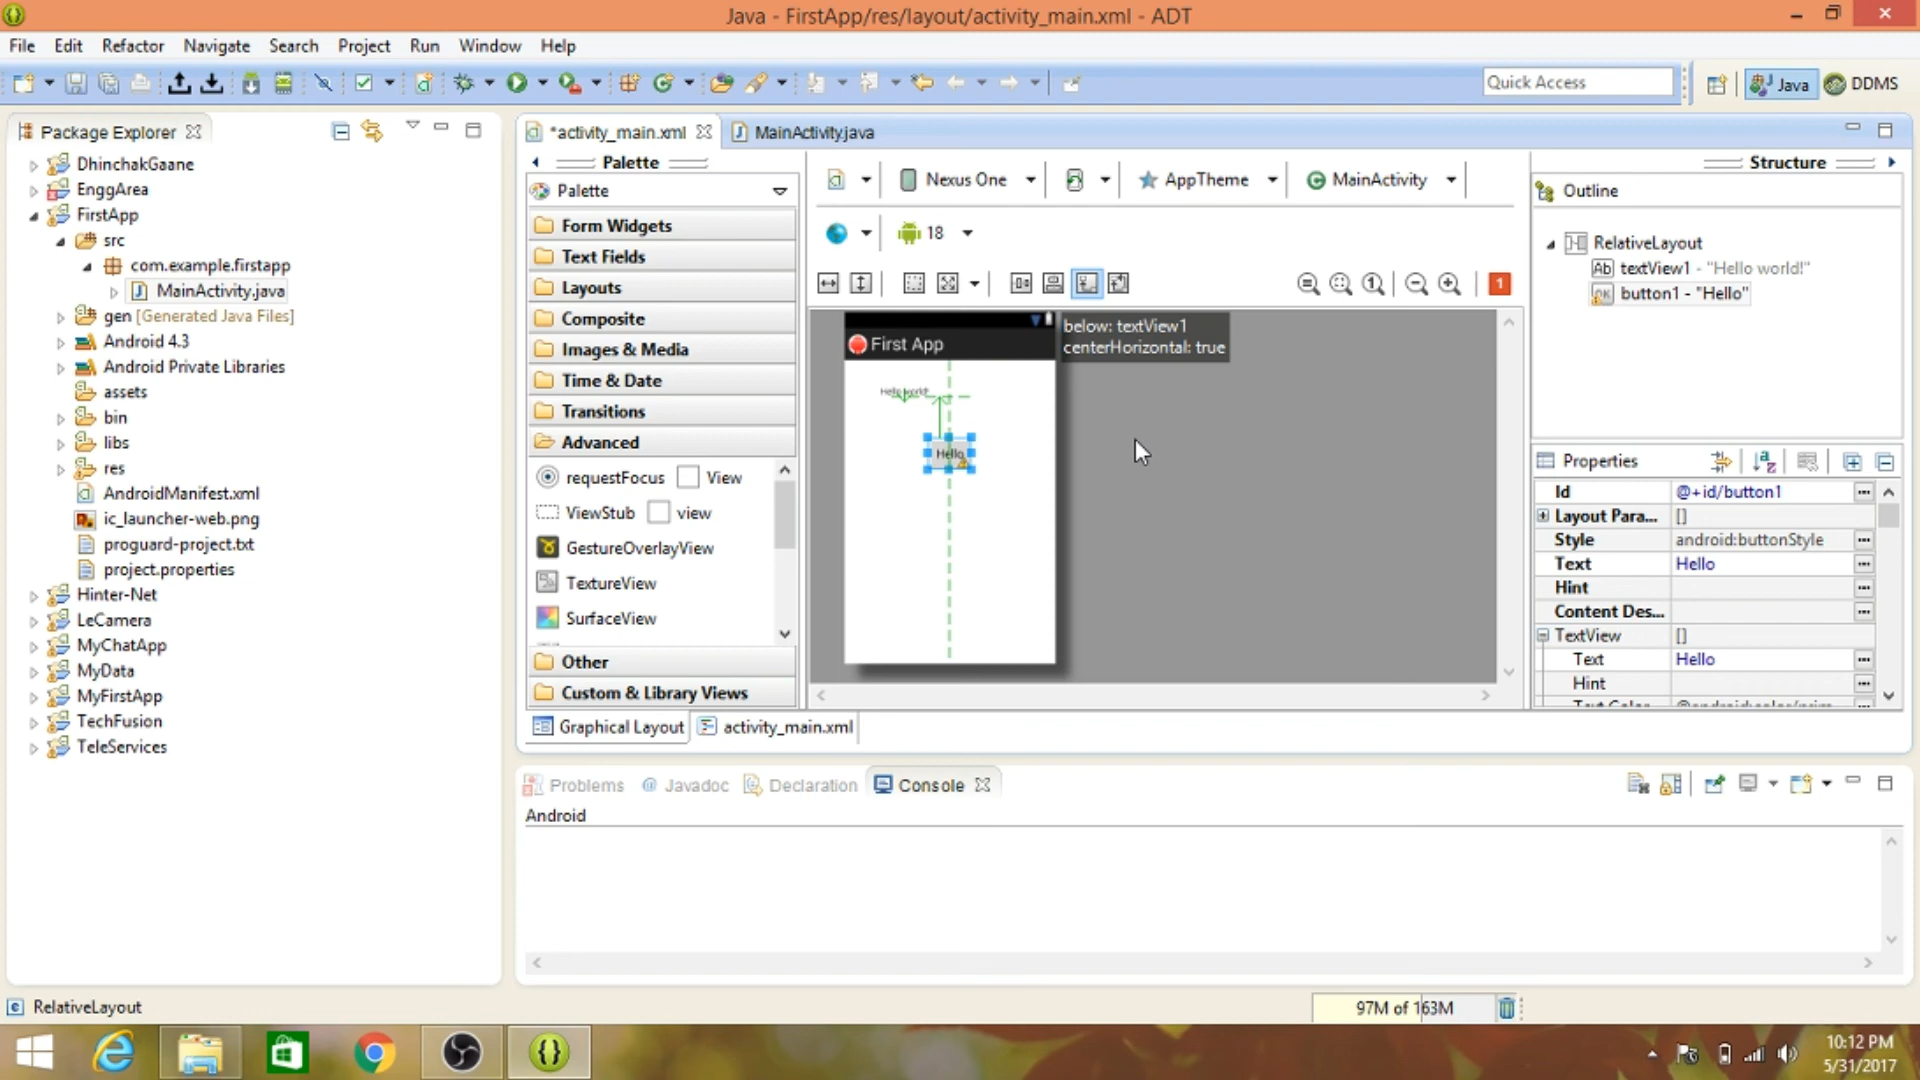 Java - FirstApp/res/layout/activity_main.xml - ADT
File Edit Refactor Navigate Search Project Run Window Help
Quick Access
Java
DDMS
Package Explorer
DhinchakGaane
EnggArea
FirstApp
src
com.example.firstapp
MainActivity.java
gen [Generated Java Files]
Android 4.3
Android Private Libraries
assets
bin
libs
res
AndroidManifest.xml
ic_launcher-web.png
proguard-project.txt
project.properties
Hinter-Net
LeCamera
MyChatApp
MyData
MyFirstApp
TechFusion
TeleServices
*activity_main.xml
MainActivity.java
Palette
Palette
Form Widgets
Text Fields
Layouts
Composite
Images & Media
Time & Date
Transitions
Advanced
requestFocus
View
ViewStub
view
GestureOverlayView
TextureView
SurfaceView
Other
Custom & Library Views
Nexus One
AppTheme
MainActivity
18
1
First App
Hello world!
Hello
below: textView1
centerHorizontal: true
Graphical Layout
activity_main.xml
Structure
Outline
RelativeLayout
Ab textView1 - "Hello world!"
OK button1 - "Hello"
Properties
Id @+id/button1
Layout Para... []
Style android:buttonStyle
Text Hello
Hint
Content Des...
TextView []
Text Hello
Hint
Problems
@ Javadoc
Declaration
Console
Android
RelativeLayout
97M of 163M
10:12 PM
5/31/2017